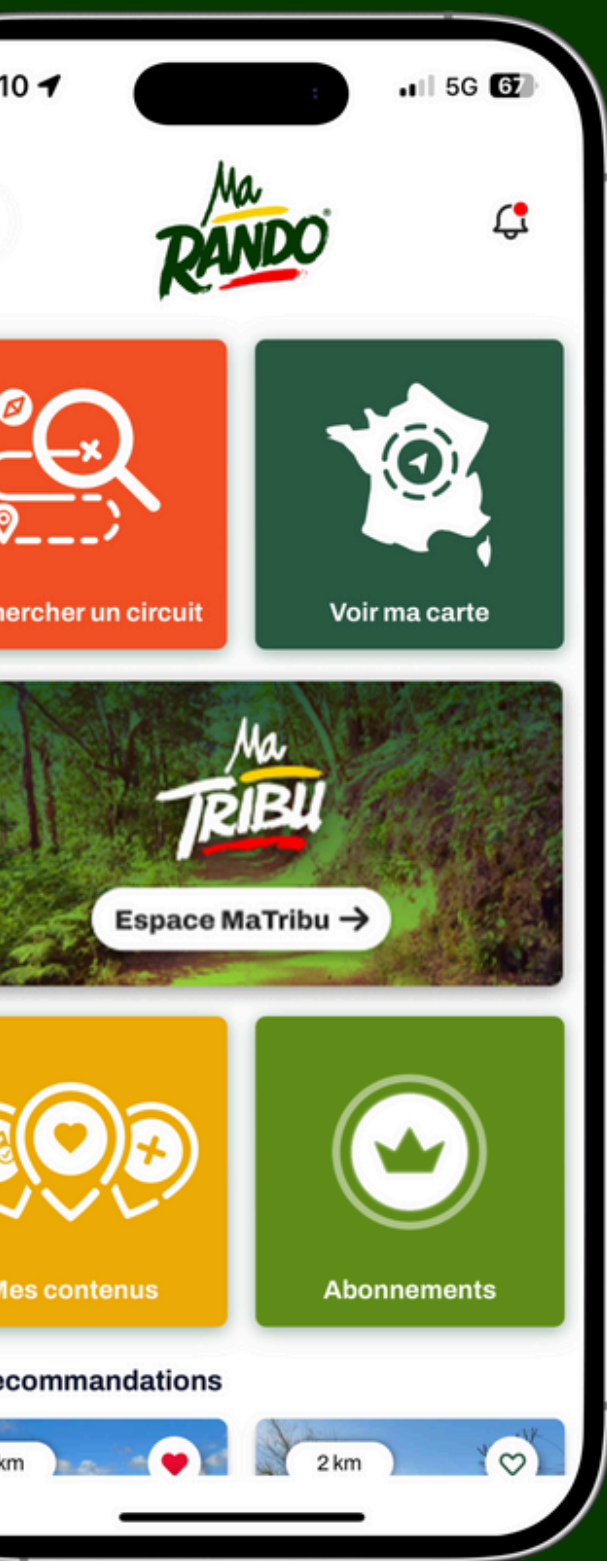 10
5G 67
Ma
RANDO®
hercher un circuit
Voir ma carte
Ma
TRIBU
Espace MaTribu →
Mes contenus
Abonnements
ecommandations
km
2 km